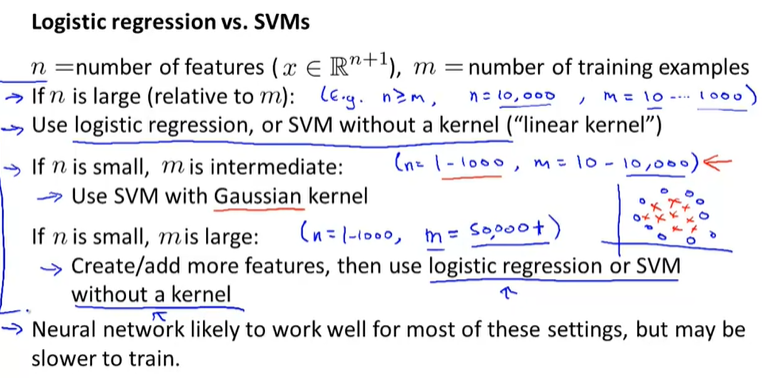 Logistic regression vs. SVMs
n = number of features (x ∈ ℝⁿ⁺¹), m = number of training examples
→ If n is large (relative to m): (E.g. n ≥ m, n = 10,000, m = 10 ... 1000)
→ Use logistic regression, or SVM without a kernel (“linear kernel”)
→ If n is small, m is intermediate: (n = 1 - 1000, m = 10 - 10,000) ←
→ Use SVM with Gaussian kernel
If n is small, m is large: (n = 1 - 1000, m = 50,000+)
→ Create/add more features, then use logistic regression or SVM
without a kernel
→ Neural network likely to work well for most of these settings, but may be
slower to train.